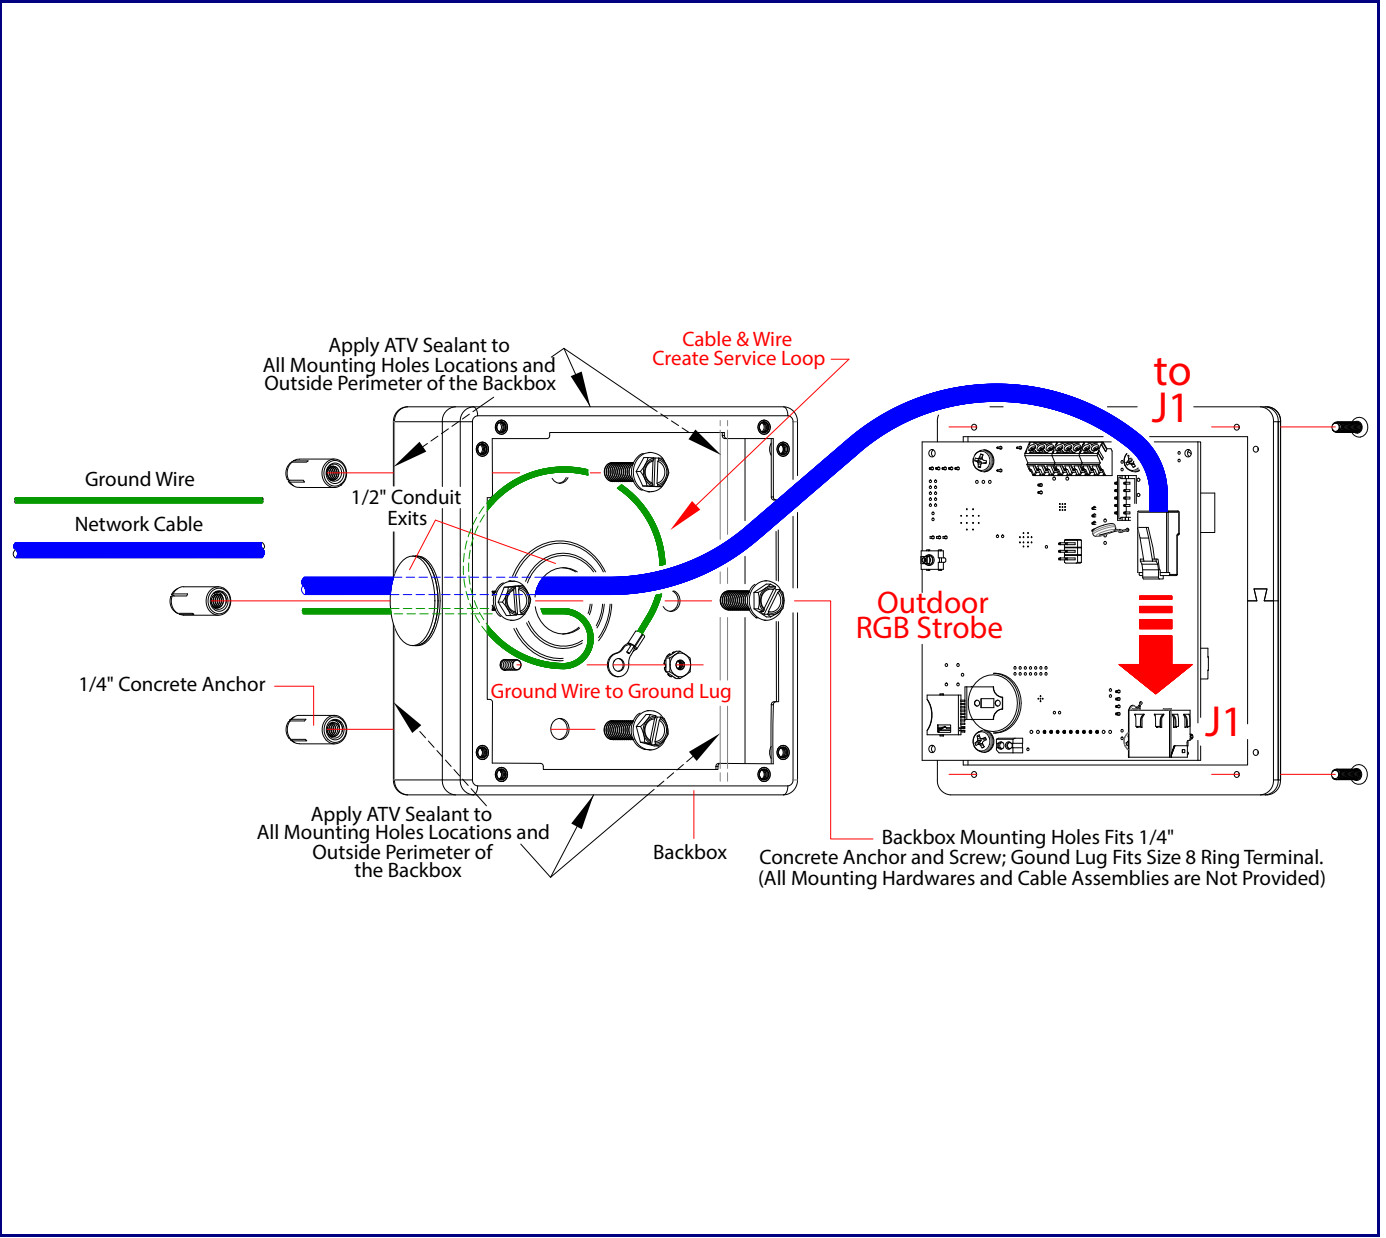 Apply ATV Sealant to
All Mounting Holes Locations and
Outside Perimeter of the Backbox
Cable & Wire
Create Service Loop
to
J1
Ground Wire
Network Cable
1/2" Conduit
Exits
Outdoor
RGB Strobe
1/4" Concrete Anchor
Ground Wire to Ground Lug
J1
Apply ATV Sealant to
All Mounting Holes Locations and
Outside Perimeter of
the Backbox
Backbox
Backbox Mounting Holes Fits 1/4"
Concrete Anchor and Screw; Gound Lug Fits Size 8 Ring Terminal.
(All Mounting Hardwares and Cable Assemblies are Not Provided)